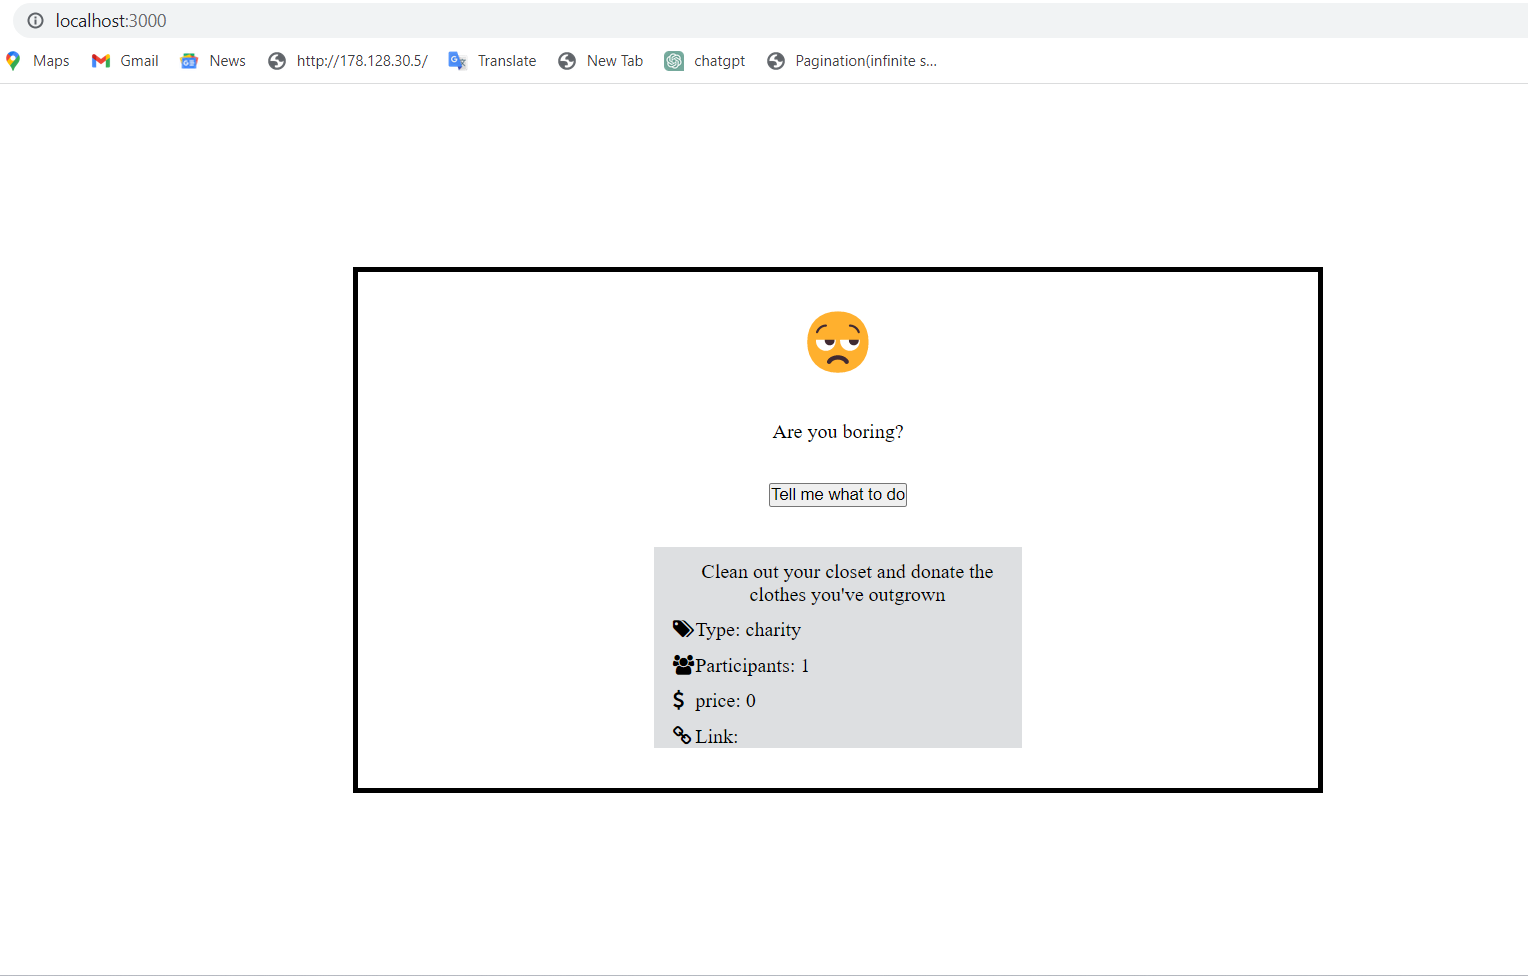 localhost:3000
Maps Gmail News http://178.128.30.5/ Translate New Tab chatgpt Pagination(infinite s...
Are you boring?
Tell me what to do
Clean out your closet and donate the
clothes you've outgrown
Type: charity
Participants: 1
price: 0
Link: